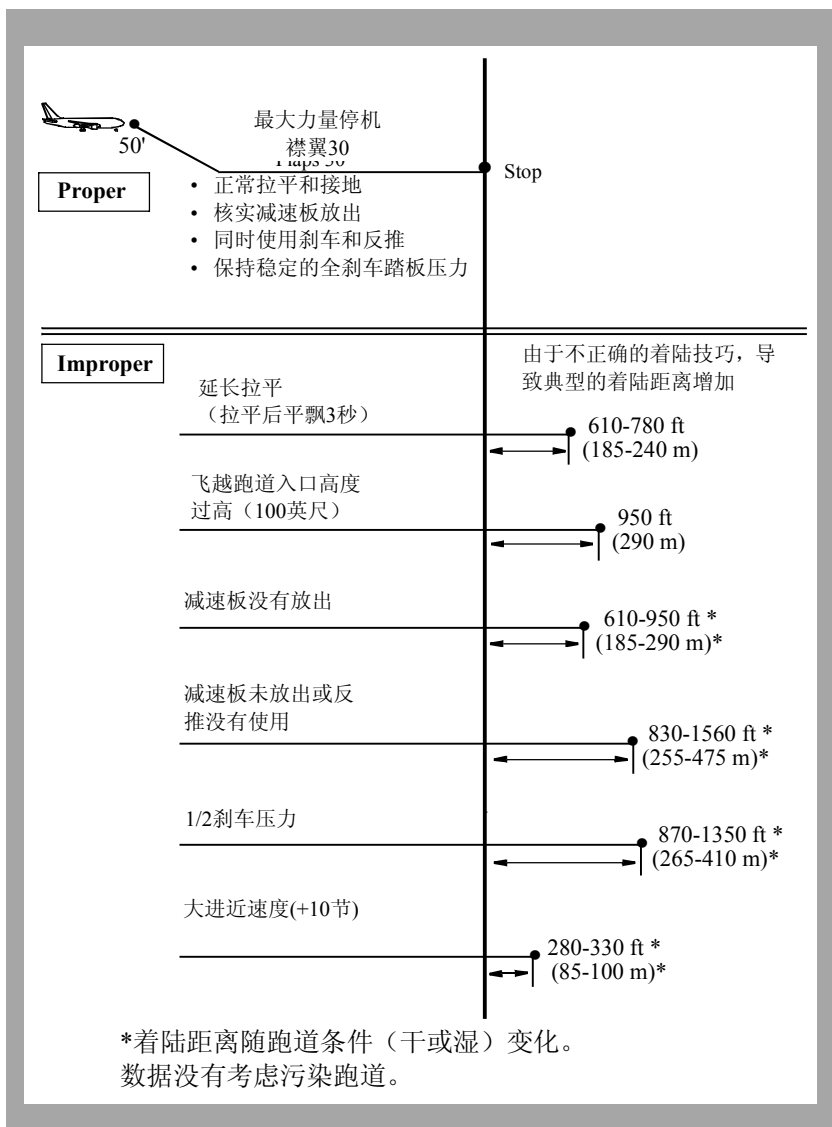 最大力量停机
襟翼30
50'
Stop
Proper
• 正常拉平和接地
• 核实减速板放出
• 同时使用刹车和反推
• 保持稳定的全刹车踏板压力
Improper
由于不正确的着陆技巧，导
致典型的着陆距离增加
延长拉平
（拉平后平飘3秒）
610-780 ft
(185-240 m)
飞越跑道入口高度
过高（100英尺）
950 ft
(290 m)
减速板没有放出
610-950 ft *
(185-290 m)*
减速板未放出或反
推没有使用
830-1560 ft *
(255-475 m)*
1/2刹车压力
870-1350 ft *
(265-410 m)*
大进近速度(+10节)
280-330 ft *
(85-100 m)*
*着陆距离随跑道条件（干或湿）变化。
数据没有考虑污染跑道。